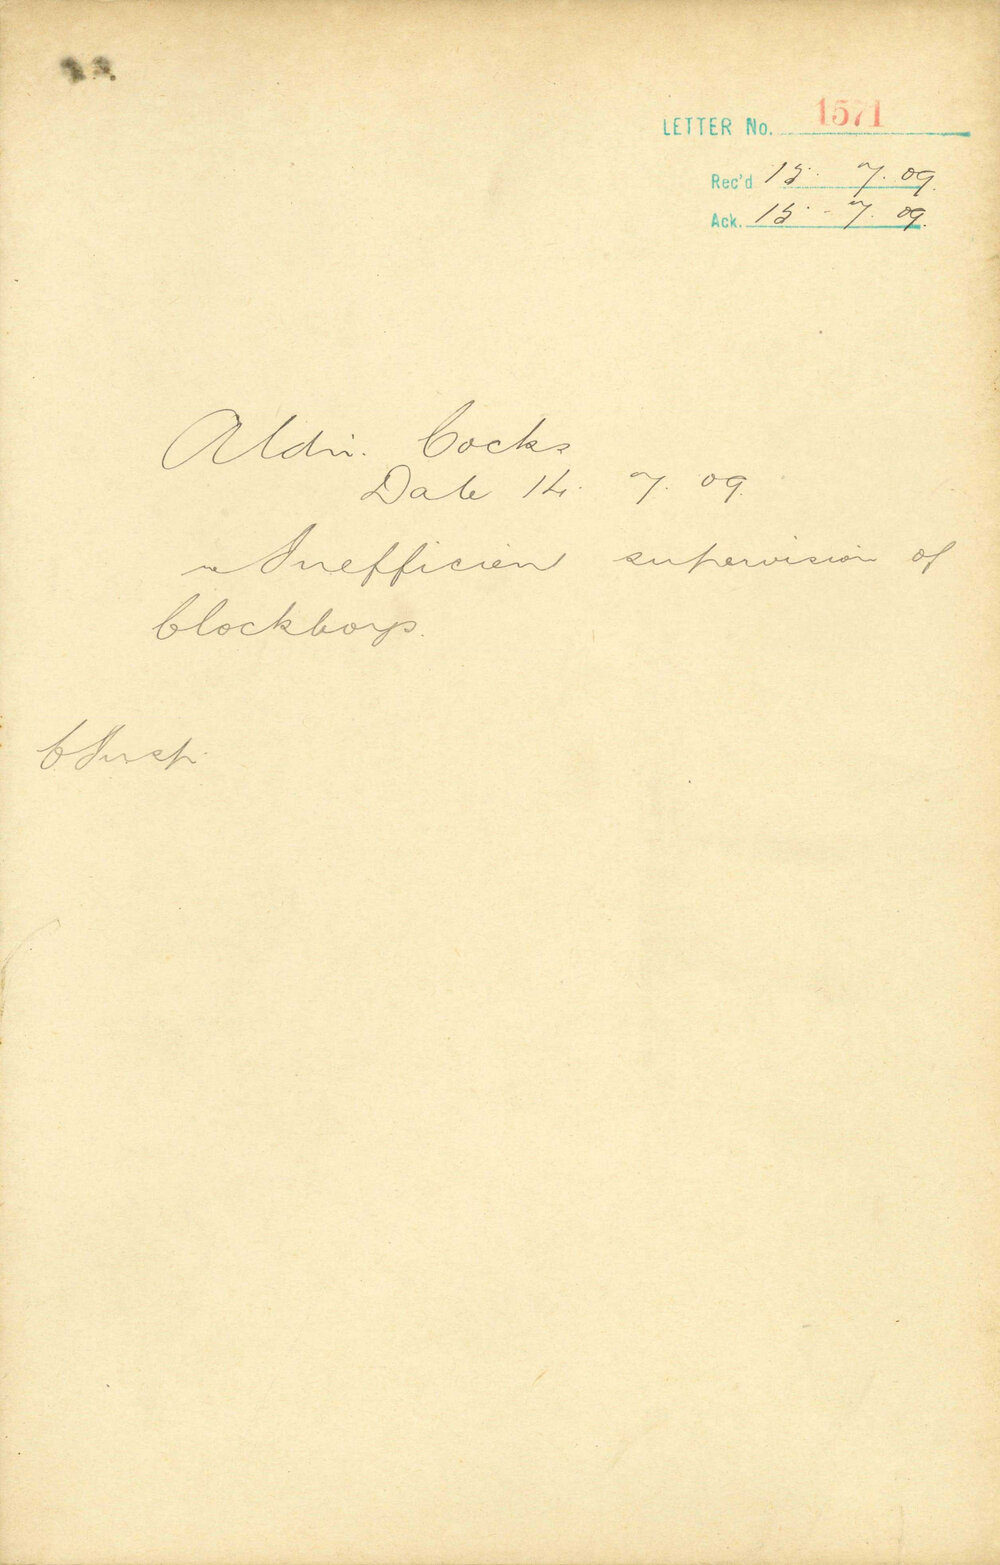 LETTER No. 1571
Rec'd 15. 7. 09.
Ack. 15 - 7. 09.
Aldn. Cocks
Date 14. 7. 09.
re Inefficient supervision of
blockboys.
C Insp.